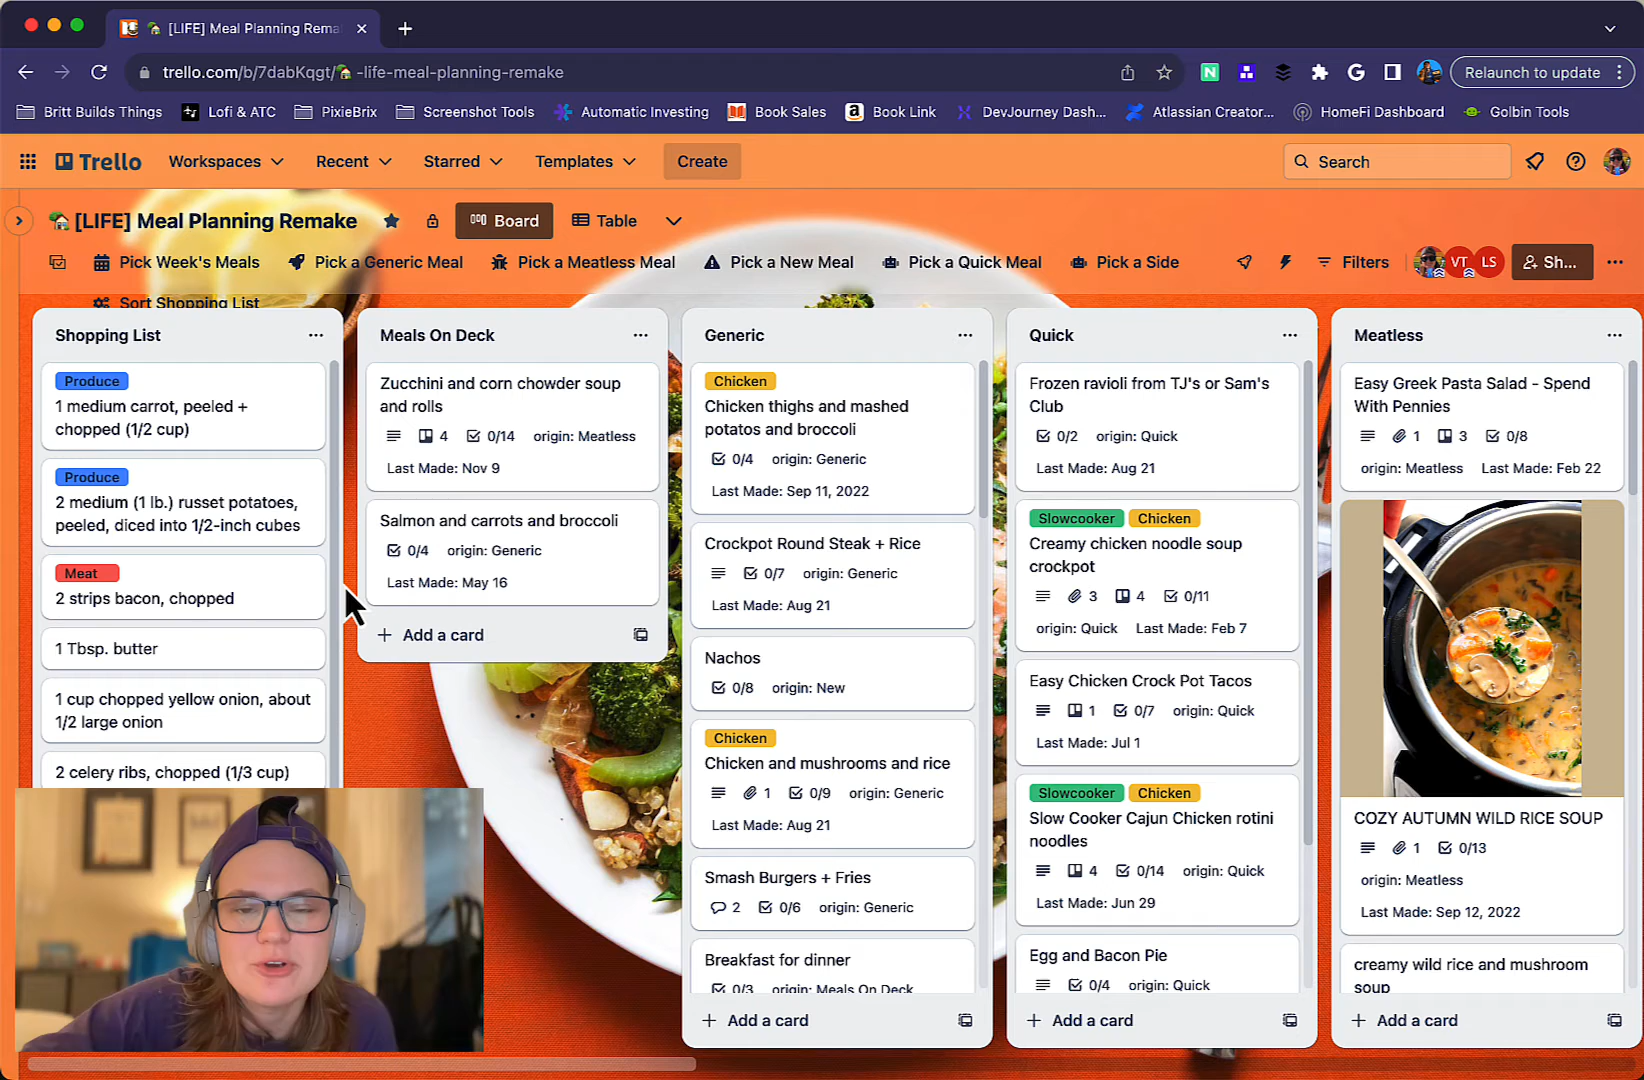 [LIFE] Meal Planning Rema
trello.com/b/7dabKqgt/🏡-life-meal-planning-remake
Relaunch to update
Britt Builds Things
Lofi & ATC
PixieBrix
Screenshot Tools
Automatic Investing
Book Sales
Book Link
DevJourney Dash...
Atlassian Creator...
HomeFi Dashboard
Golbin Tools
Trello
Workspaces
Recent
Starred
Templates
Create
Search
[LIFE] Meal Planning Remake
Board
Table
Pick Week's Meals
Pick a Generic Meal
Pick a Meatless Meal
Pick a New Meal
Pick a Quick Meal
Pick a Side
Filters
VT
LS
Sh...
Sort Shopping List
Shopping List
Produce
1 medium carrot, peeled +
chopped (1/2 cup)
Produce
2 medium (1 lb.) russet potatoes,
peeled, diced into 1/2-inch cubes
Meat
2 strips bacon, chopped
1 Tbsp. butter
1 cup chopped yellow onion, about
1/2 large onion
2 celery ribs, chopped (1/3 cup)
Meals On Deck
Zucchini and corn chowder soup
and rolls
4 0/14 origin: Meatless
Last Made: Nov 9
Salmon and carrots and broccoli
0/4 origin: Generic
Last Made: May 16
+ Add a card
Generic
Chicken
Chicken thighs and mashed
potatos and broccoli
0/4 origin: Generic
Last Made: Sep 11, 2022
Crockpot Round Steak + Rice
0/7 origin: Generic
Last Made: Aug 21
Nachos
0/8 origin: New
Chicken
Chicken and mushrooms and rice
1 0/9 origin: Generic
Last Made: Aug 21
Smash Burgers + Fries
2 0/6 origin: Generic
Breakfast for dinner
0/3 origin: Meals On Deck
+ Add a card
Quick
Frozen ravioli from TJ's or Sam's
Club
0/2 origin: Quick
Last Made: Aug 21
Slowcooker Chicken
Creamy chicken noodle soup
crockpot
3 4 0/11
origin: Quick Last Made: Feb 7
Easy Chicken Crock Pot Tacos
1 0/7 origin: Quick
Last Made: Jul 1
Slowcooker Chicken
Slow Cooker Cajun Chicken rotini
noodles
4 0/14 origin: Quick
Last Made: Jun 29
Egg and Bacon Pie
0/4 origin: Quick
+ Add a card
Meatless
Easy Greek Pasta Salad - Spend
With Pennies
1 3 0/8
origin: Meatless Last Made: Feb 22
COZY AUTUMN WILD RICE SOUP
1 0/13
origin: Meatless
Last Made: Sep 12, 2022
creamy wild rice and mushroom
soup
+ Add a card